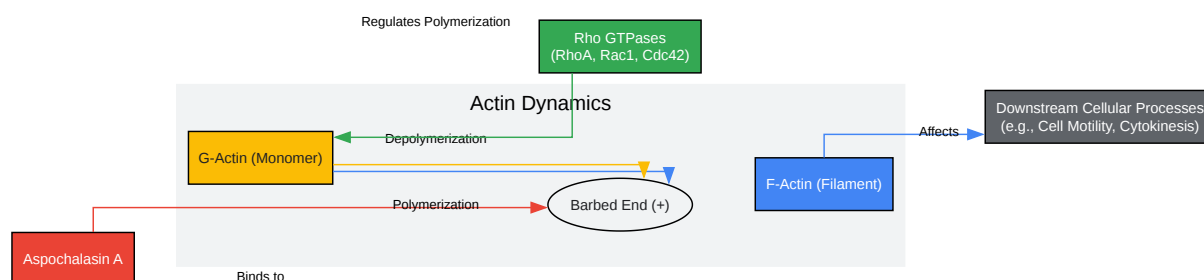 Regulates Polymerization
Rho GTPases
(RhoA, Rac1, Cdc42)
Actin Dynamics
Downstream Cellular Processes
(e.g., Cell Motility, Cytokinesis)
Affects
Depolymerization
G-Actin (Monomer)
F-Actin (Filament)
Polymerization
Barbed End (+)
Aspochalasin A
Binds to